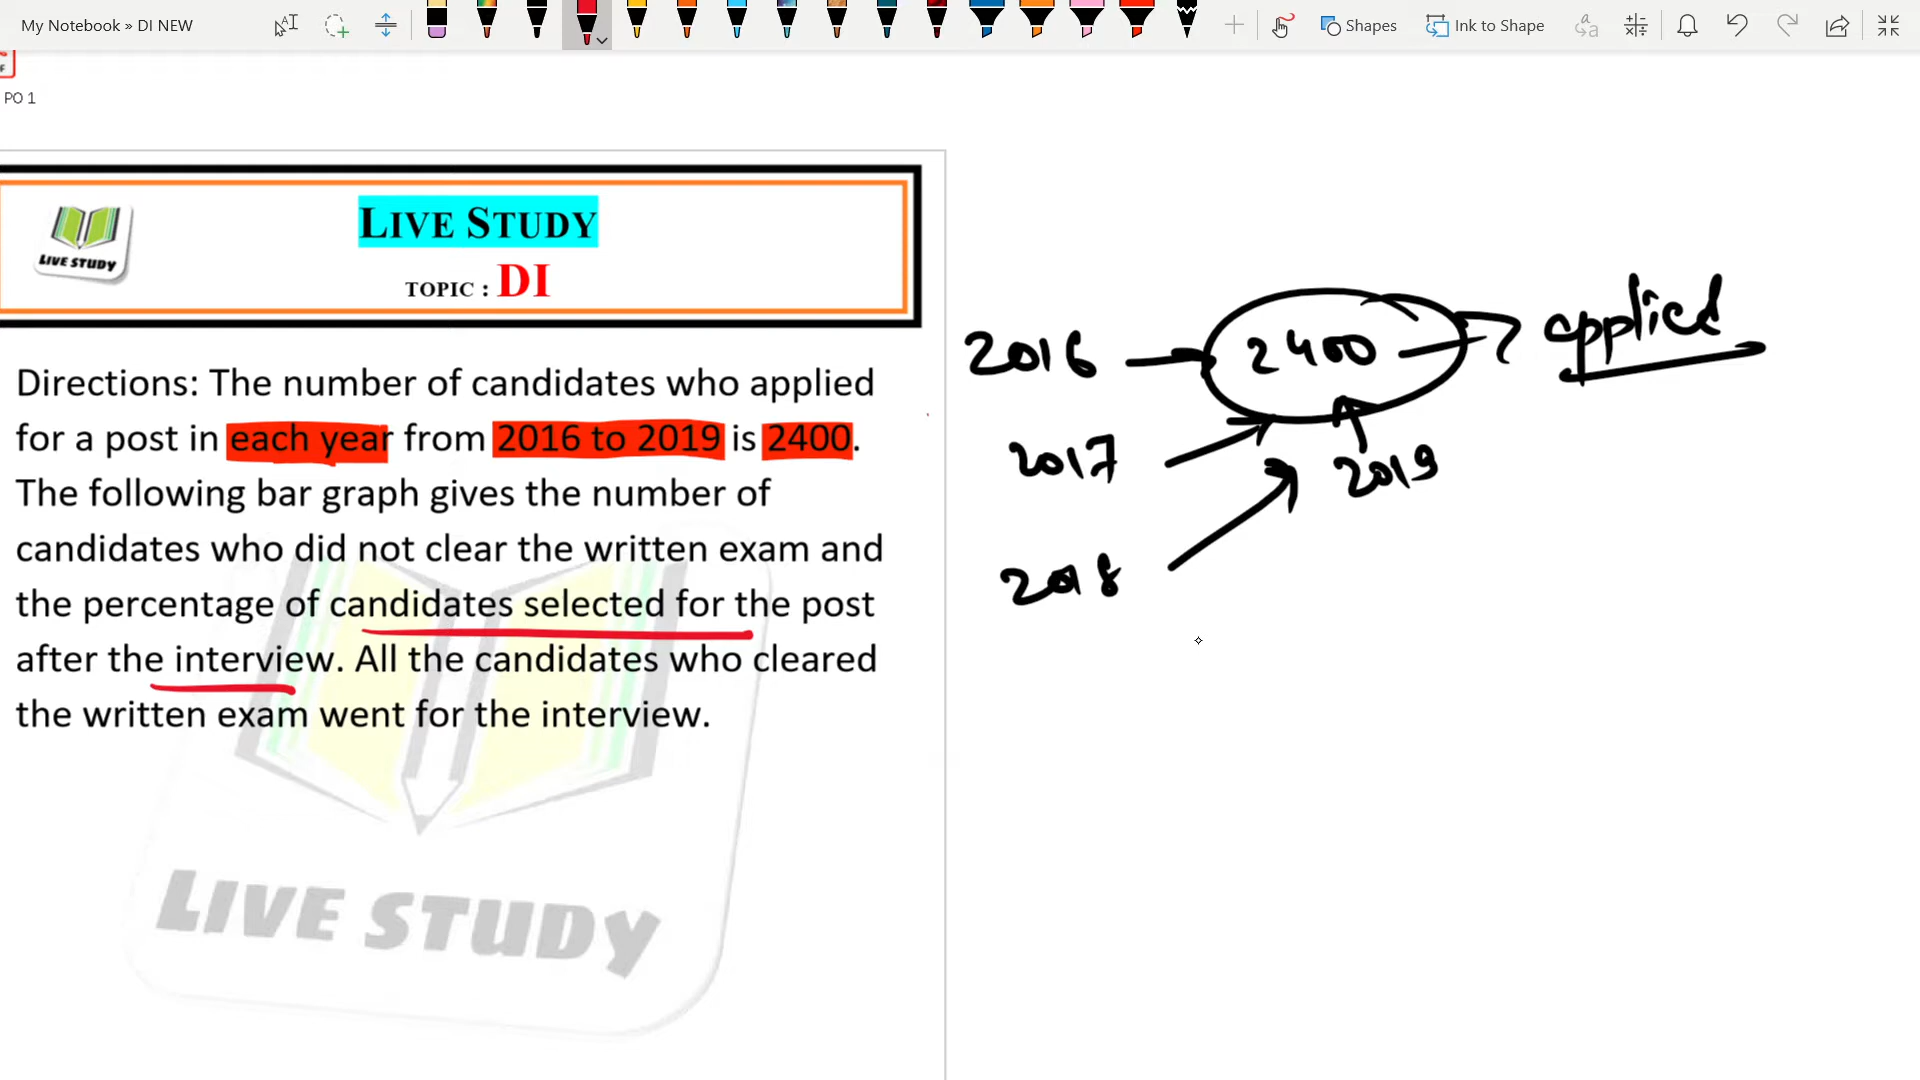 My Notebook » DI NEW
Shapes
Ink to Shape
PO 1
LIVE STUDY
LIVE STUDY
TOPIC : DI
Directions: The number of candidates who applied
for a post in each year from 2016 to 2019 is 2400.
The following bar graph gives the number of
candidates who did not clear the written exam and
the percentage of candidates selected for the post
after the interview. All the candidates who cleared
the written exam went for the interview.
LIVE STUDY
2016
2400
applied
2017
2019
2018